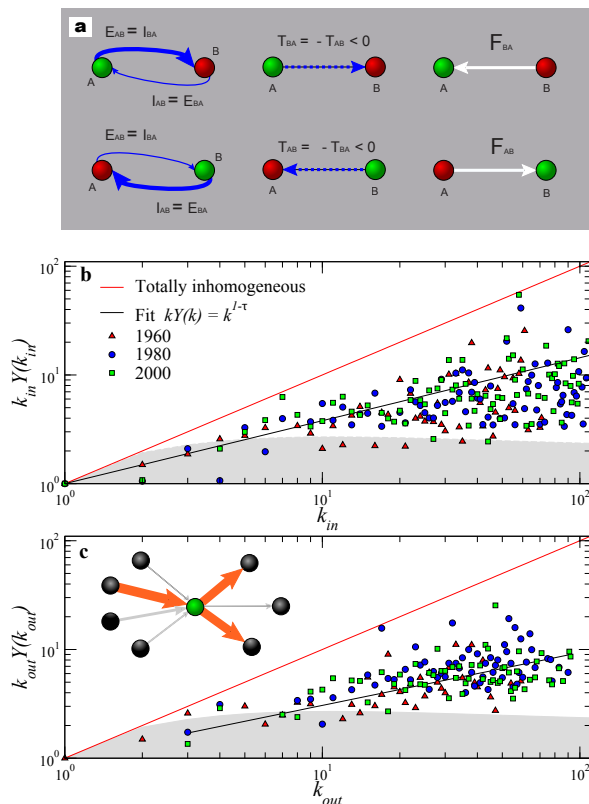 a
E_AB = I_BA
B
A
I_AB = E_BA
T_BA = - T_AB < 0
A
B
F_BA
A
B
E_AB = I_BA
B
A
I_AB = E_BA
T_AB = - T_BA < 0
A
B
F_AB
A
B
b
Totally inhomogeneous
Fit kY(k) = k^{1-τ}
1960
1980
2000
k_in Y(k_in)
10^2
10^1
10^0
10^0
10^1
10^2
k_in
c
k_out Y(k_out)
10^2
10^1
10^0
10^0
10^1
10^2
k_out